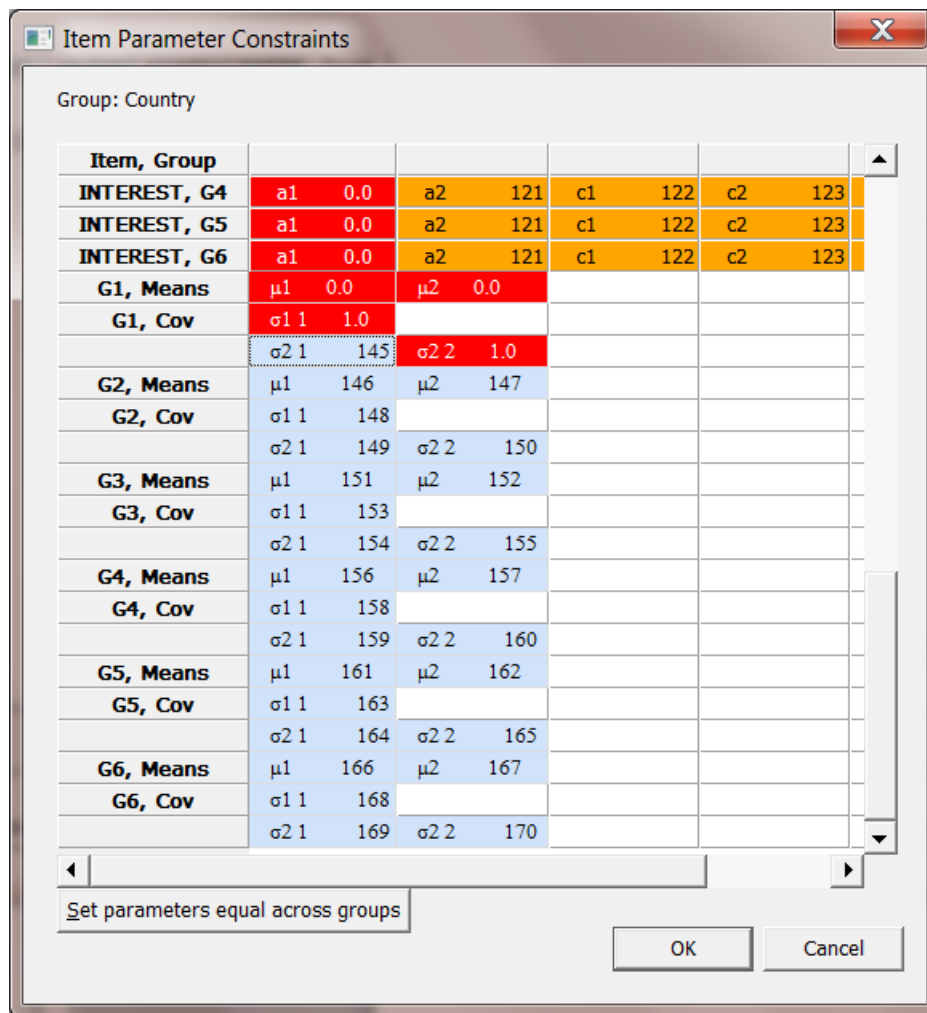 Item Parameter Constraints
X
Group: Country
Item, Group
INTEREST, G4 a1 0.0 a2 121 c1 122 c2 123
INTEREST, G5 a1 0.0 a2 121 c1 122 c2 123
INTEREST, G6 a1 0.0 a2 121 c1 122 c2 123
G1, Means μ1 0.0 μ2 0.0
G1, Cov σ1 1 1.0
σ2 1 145 σ2 2 1.0
G2, Means μ1 146 μ2 147
G2, Cov σ1 1 148
σ2 1 149 σ2 2 150
G3, Means μ1 151 μ2 152
G3, Cov σ1 1 153
σ2 1 154 σ2 2 155
G4, Means μ1 156 μ2 157
G4, Cov σ1 1 158
σ2 1 159 σ2 2 160
G5, Means μ1 161 μ2 162
G5, Cov σ1 1 163
σ2 1 164 σ2 2 165
G6, Means μ1 166 μ2 167
G6, Cov σ1 1 168
σ2 1 169 σ2 2 170
Set parameters equal across groups
OK Cancel